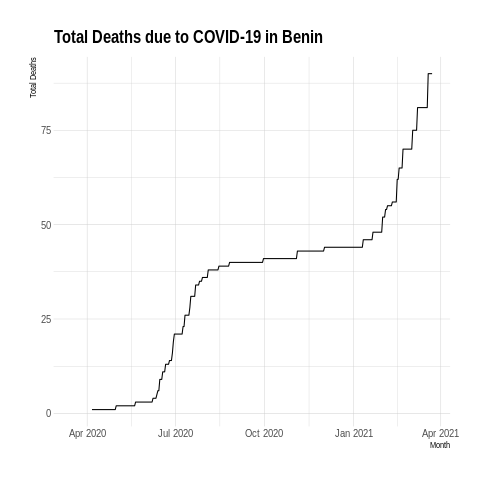 Total Deaths due to COVID-19 in Benin
Total Deaths
75
50
25
0
Apr 2020 Jul 2020 Oct 2020 Jan 2021 Apr 2021
Month